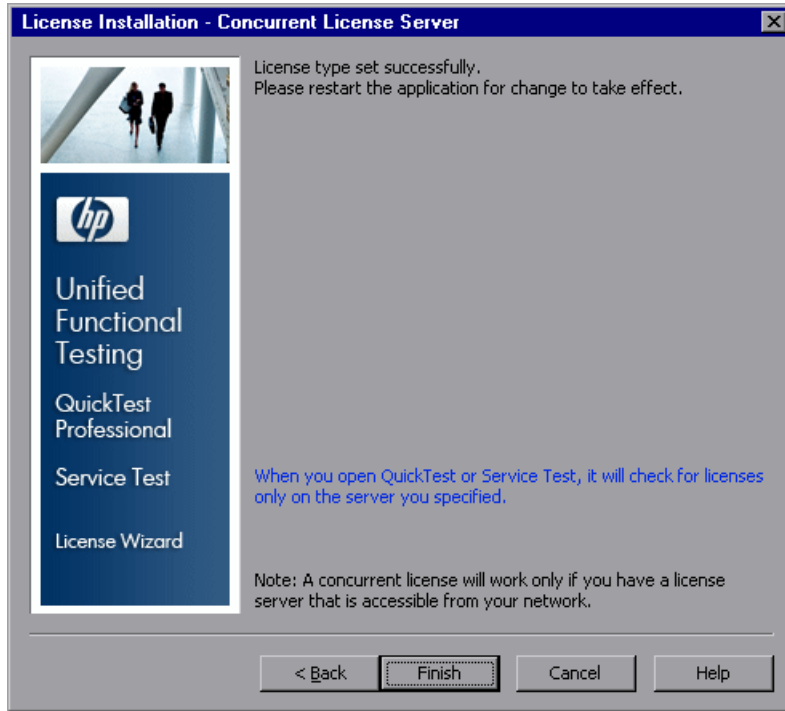 License Installation - Concurrent License Server
License type set successfully.
Please restart the application for change to take effect.
hp
Unified
Functional
Testing
QuickTest
Professional
Service Test
License Wizard
When you open QuickTest or Service Test, it will check for licenses
only on the server you specified.
Note: A concurrent license will work only if you have a license
server that is accessible from your network.
< Back
Finish
Cancel
Help